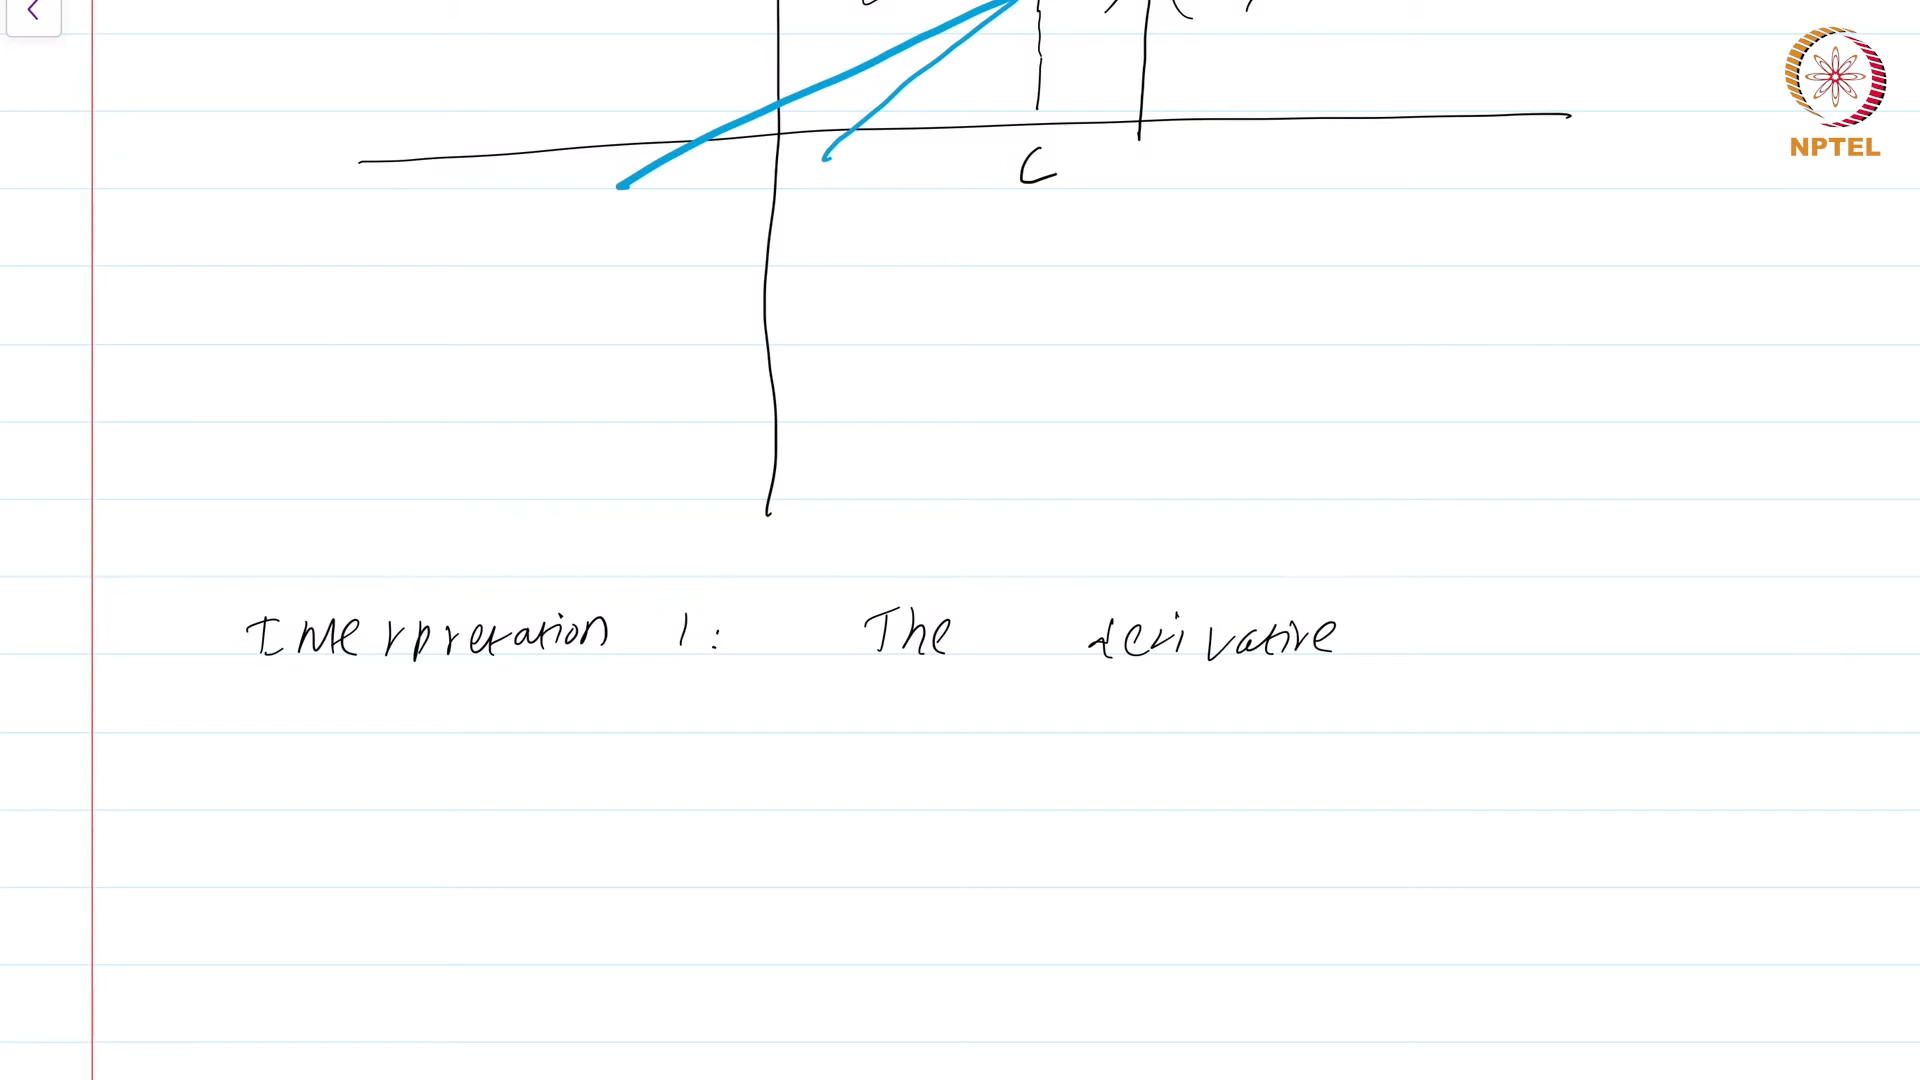 NPTEL
C
Interpretation 1: The derivative